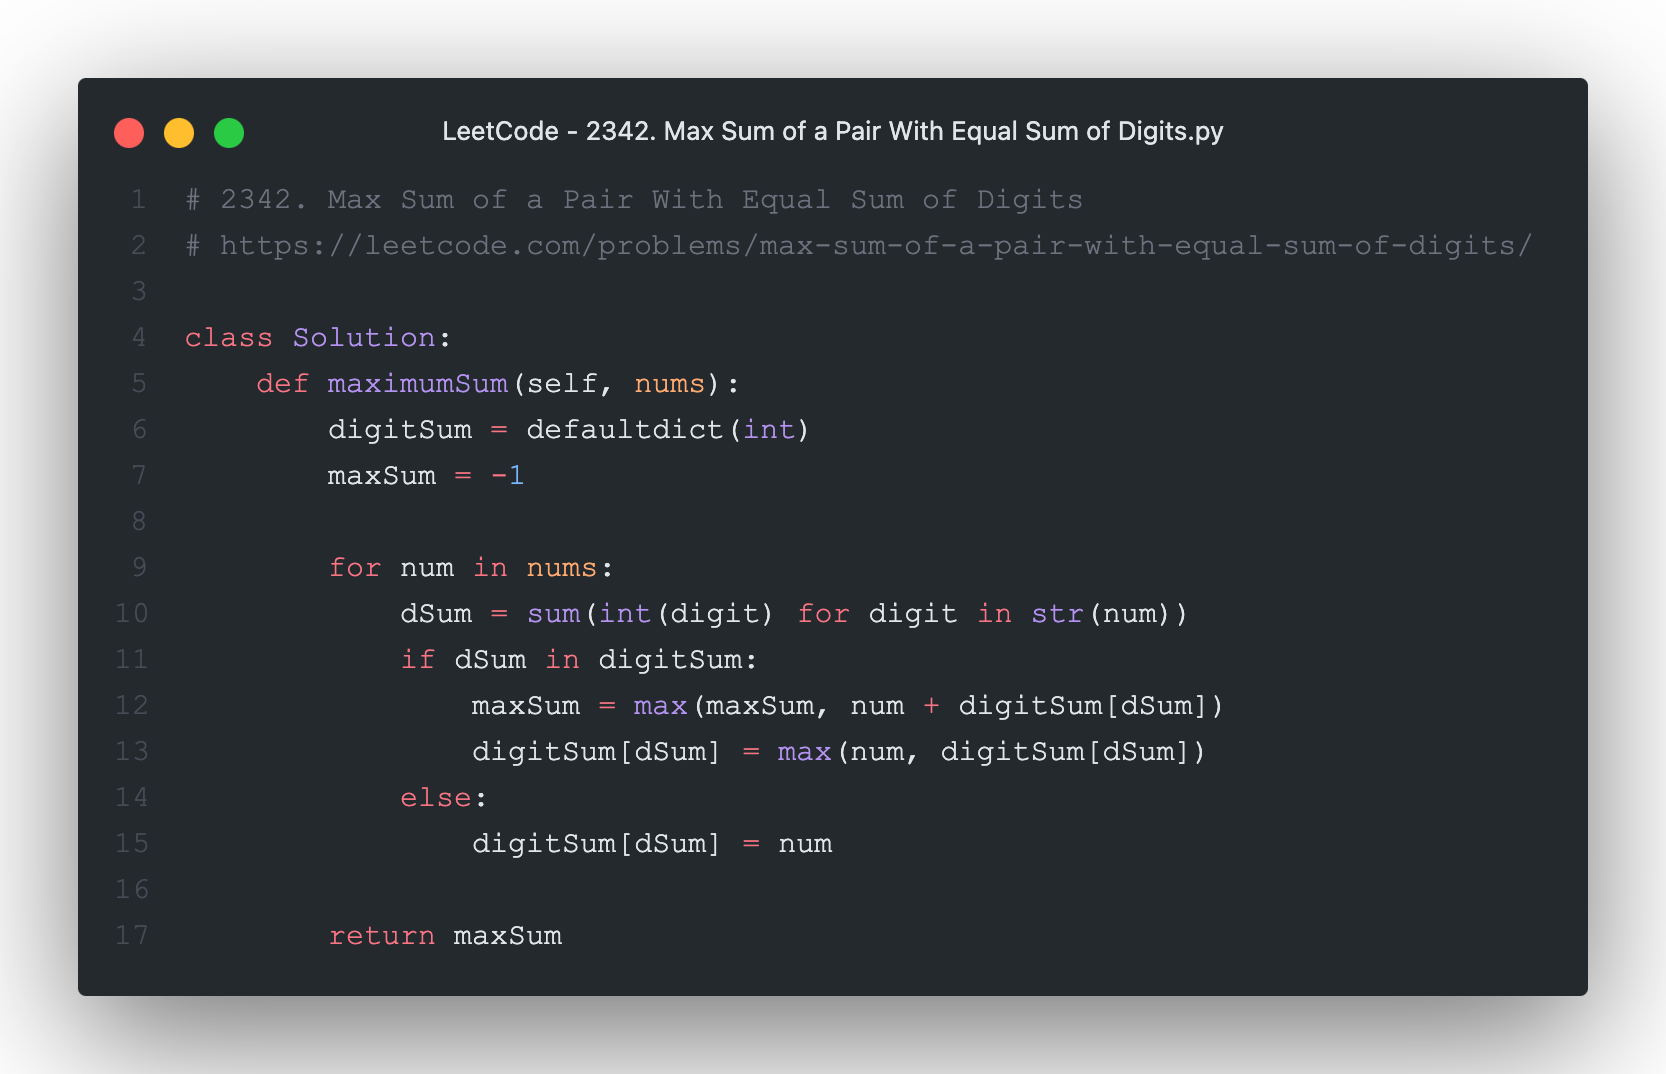 LeetCode - 2342. Max Sum of a Pair With Equal Sum of Digits.py
1 # 2342. Max Sum of a Pair With Equal Sum of Digits
2 # https://leetcode.com/problems/max-sum-of-a-pair-with-equal-sum-of-digits/
3
4 class Solution:
5     def maximumSum(self, nums):
6         digitSum = defaultdict(int)
7         maxSum = -1
8
9         for num in nums:
10             dSum = sum(int(digit) for digit in str(num))
11             if dSum in digitSum:
12                 maxSum = max(maxSum, num + digitSum[dSum])
13                 digitSum[dSum] = max(num, digitSum[dSum])
14             else:
15                 digitSum[dSum] = num
16
17         return maxSum